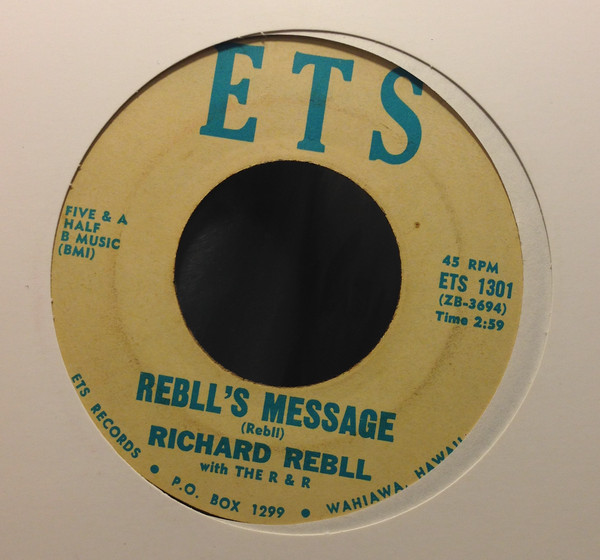 ETS
FIVE & A
HALF
B MUSIC
(BMI)
45 RPM
ETS 1301
(ZB-3694)
Time 2:59
REBLL'S MESSAGE
(Rebll)
RICHARD REBLL
with THE R & R
ETS RECORDS • P.O. BOX 1299 • WAHIAWA, HAWAII